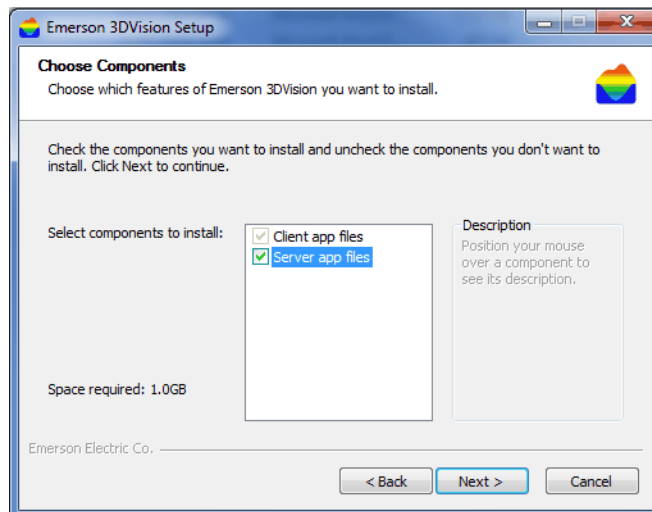 Emerson 3DVision Setup
Choose Components
Choose which features of Emerson 3DVision you want to install.
Check the components you want to install and uncheck the components you don't want to
install. Click Next to continue.
Select components to install:
Client app files
Server app files
Description
Position your mouse
over a component to
see its description.
Space required: 1.0GB
Emerson Electric Co.
< Back
Next >
Cancel